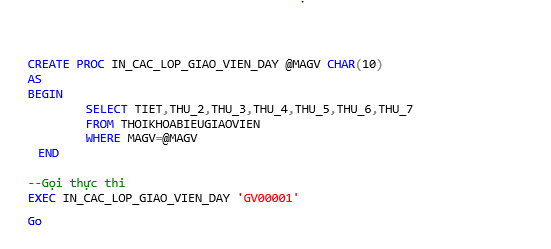 CREATE PROC IN_CAC_LOP_GIAO_VIEN_DAY @MAGV CHAR(10)
AS
BEGIN
SELECT TIET,THU_2,THU_3,THU_4,THU_5,THU_6,THU_7
FROM THOIKHOABIEUGIAOVIEN
WHERE MAGV=@MAGV
END
--Gọi thực thi
EXEC IN_CAC_LOP_GIAO_VIEN_DAY 'GV00001'
Go